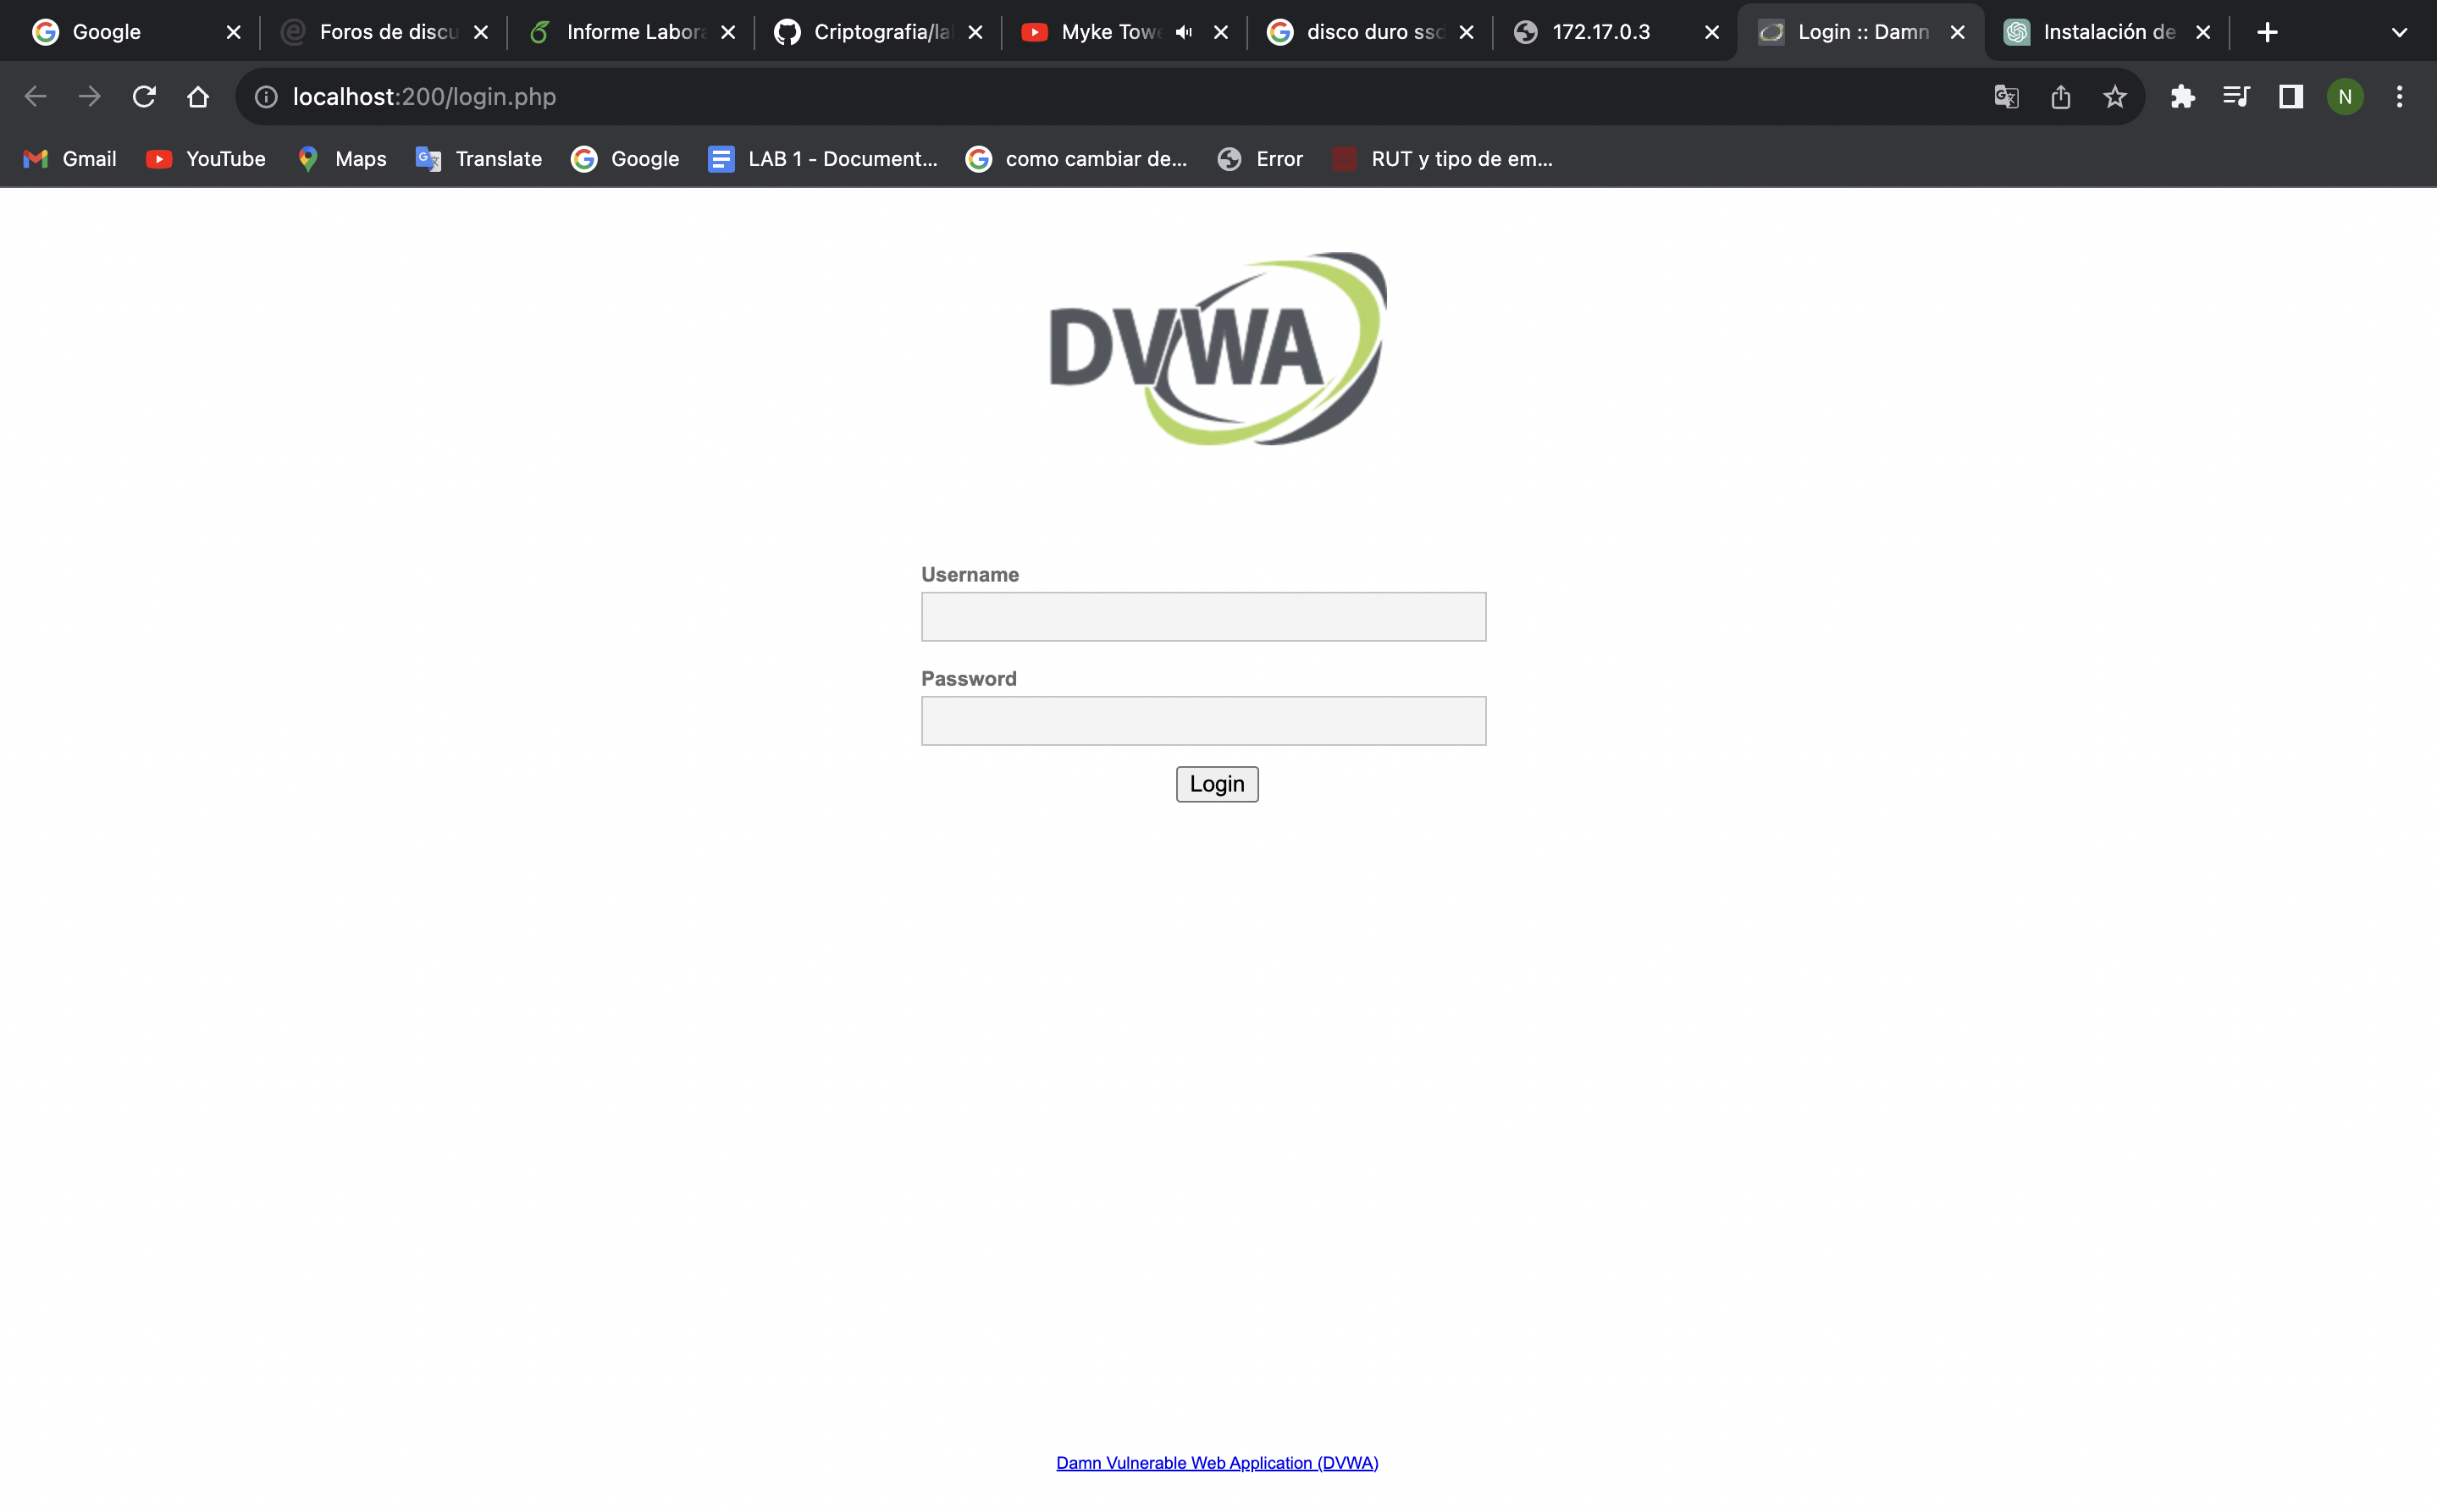 Google
Foros de discu
Informe Labora
Criptografia/la
Myke Towe
disco duro ssd
172.17.0.3
Login :: Damn
Instalación de
localhost:200/login.php
N
Gmail
YouTube
Maps
Translate
Google
LAB 1 - Document...
como cambiar de...
Error
RUT y tipo de em...
DVWA
Username
Password
Login
Damn Vulnerable Web Application (DVWA)